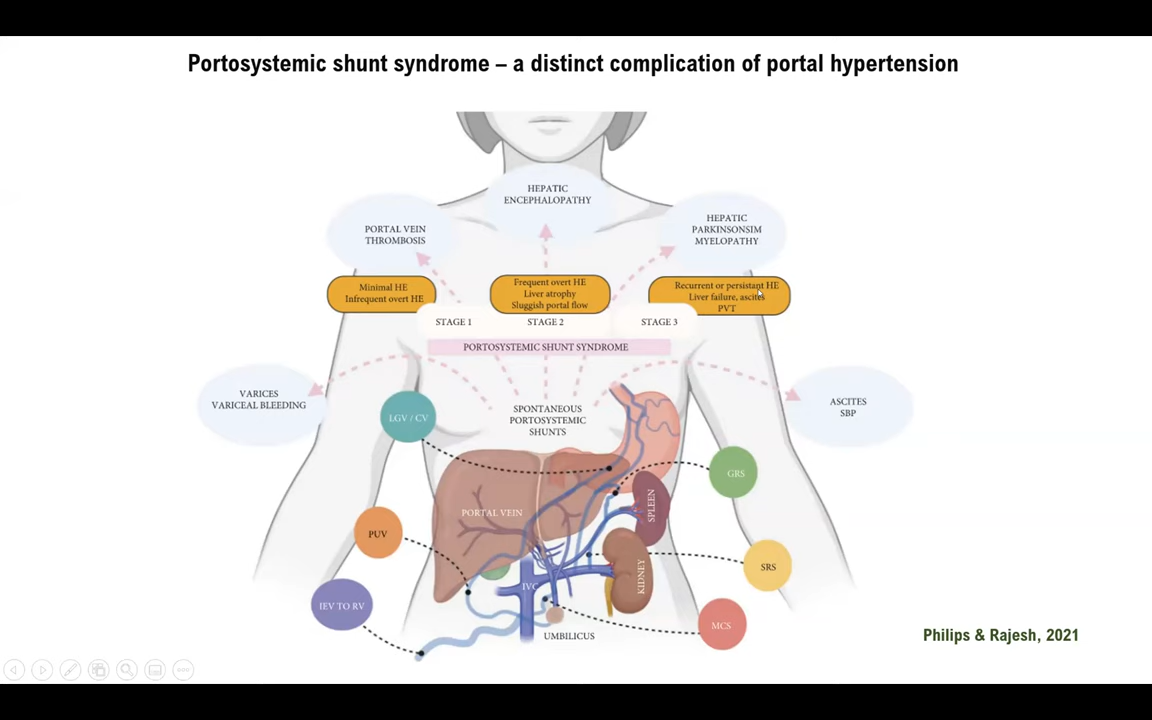 Portosystemic shunt syndrome – a distinct complication of portal hypertension
HEPATIC
ENCEPHALOPATHY
PORTAL VEIN
THROMBOSIS
HEPATIC
PARKINSONSIM
MYELOPATHY
Minimal HE
Infrequent overt HE
Frequent overt HE
Liver atrophy
Sluggish portal flow
Recurrent or persistant HE
Liver failure, ascites
PVT
STAGE 1
STAGE 2
STAGE 3
PORTOSYSTEMIC SHUNT SYNDROME
VARICES
VARICEAL BLEEDING
ASCITES
SBP
SPONTANEOUS
PORTOSYSTEMIC
SHUNTS
LGV / CV
GRS
PORTAL VEIN
SPLEEN
PUV
SRS
KIDNEY
IVC
IEV TO RV
MCS
UMBILICUS
Philips & Rajesh, 2021